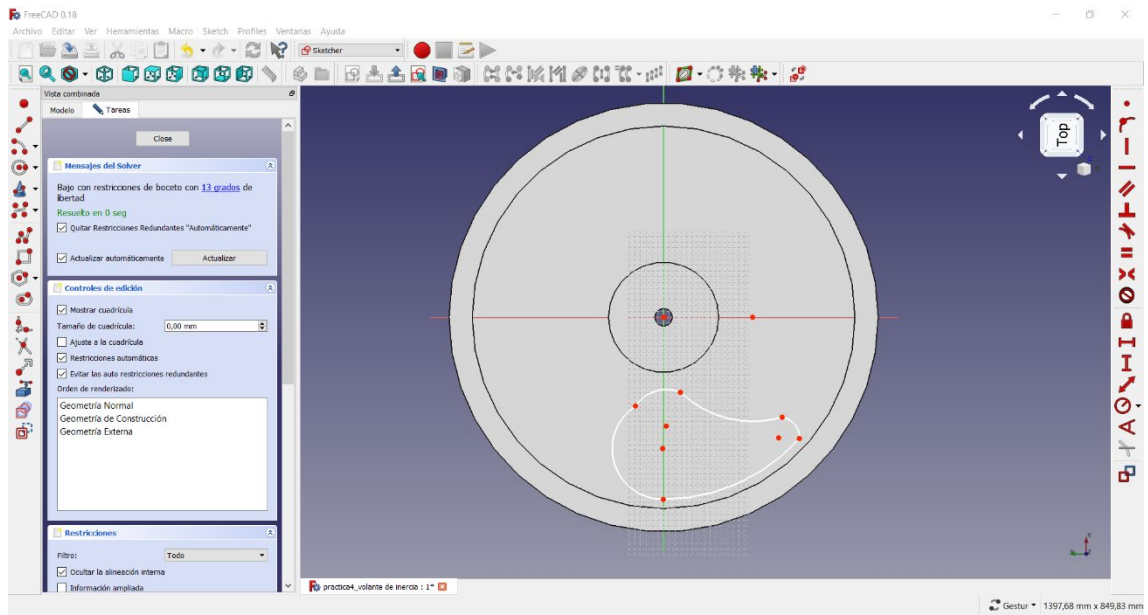 FreeCAD 0.18
Archivo Editar Ver Herramientas Macro Sketch Profiles Ventanas Ayuda
Sketcher
Vista combinada
Modelo Tareas
Close
Mensajes del Solver
Bajo con restricciones de boceto con 13 grados de
libertad
Resuelto en 0 seg
Quitar Restricciones Redundantes "Automáticamente"
Actualizar automáticamente Actualizar
Controles de edición
Mostrar cuadrícula
Tamaño de cuadrícula: 0,00 mm
Ajuste a la cuadrícula
Restricciones automáticas
Evitar las auto restricciones redundantes
Orden de renderizado:
Geometría Normal
Geometría de Construcción
Geometría Externa
Restricciones
Filtro: Todo
Ocultar la alineación interna
Información ampliada
Top
practica4_volante de inercia : 1*
Gestur 1397,68 mm x 849,83 mm